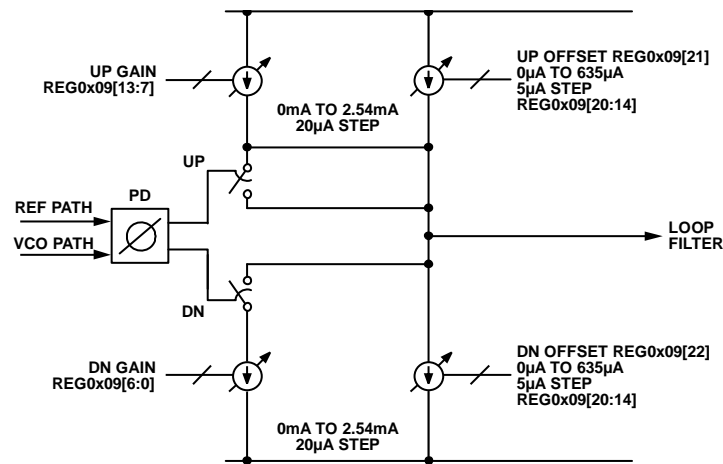 UP GAIN
REG0x09[13:7]
UP OFFSET REG0x09[21]
0µA TO 635µA
5µA STEP
REG0x09[20:14]
0mA TO 2.54mA
20µA STEP
UP
PD
REF PATH
VCO PATH
LOOP
FILTER
DN
DN GAIN
REG0x09[6:0]
DN OFFSET REG0x09[22]
0µA TO 635µA
5µA STEP
REG0x09[20:14]
0mA TO 2.54mA
20µA STEP